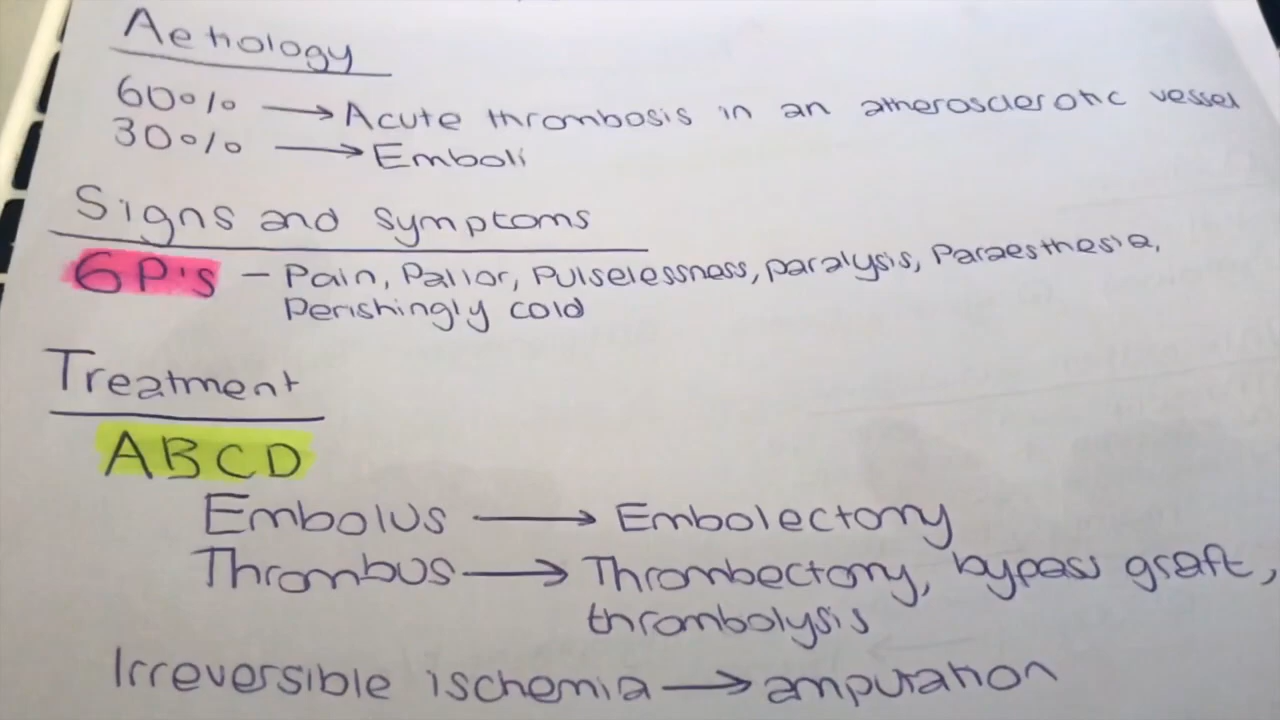 Aetiology
60% → Acute thrombosis in an atherosclerotic vessel
30% → Emboli
Signs and symptoms
6P's - Pain, Pallor, Pulselessness, paralysis, Paraesthesia,
Perishingly cold
Treatment
ABCD
Embolus → Embolectomy
Thrombus → Thrombectomy, bypass graft,
thrombolysis
Irreversible ischemia → amputation